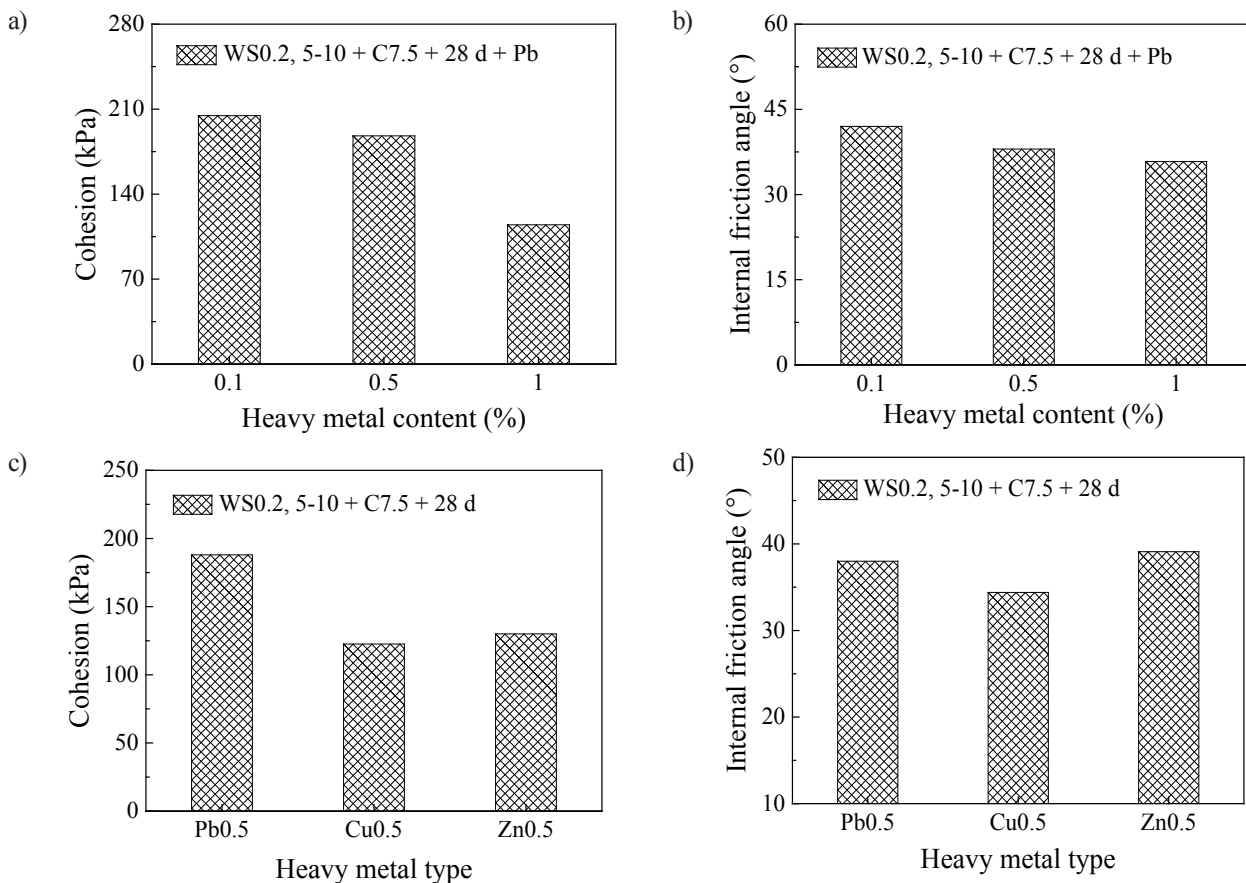 a)
280
210
140
70
0
Cohesion (kPa)
WS0.2, 5-10 + C7.5 + 28 d + Pb
0.1 0.5 1
Heavy metal content (%)
b)
60
45
30
15
0
Internal friction angle (°)
WS0.2, 5-10 + C7.5 + 28 d + Pb
0.1 0.5 1
Heavy metal content (%)
c)
250
200
150
100
50
0
Cohesion (kPa)
WS0.2, 5-10 + C7.5 + 28 d
Pb0.5 Cu0.5 Zn0.5
Heavy metal type
d)
50
40
30
20
10
Internal friction angle (°)
WS0.2, 5-10 + C7.5 + 28 d
Pb0.5 Cu0.5 Zn0.5
Heavy metal type